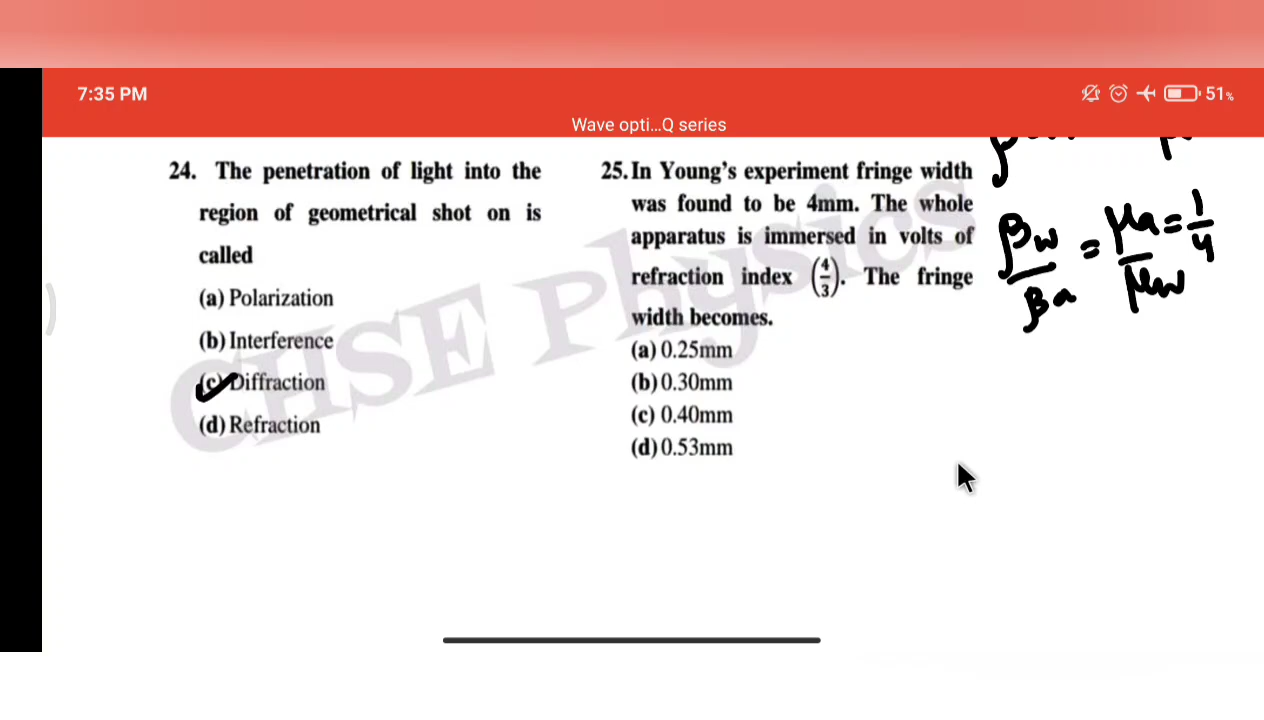 7:35 PM
51%
Wave opti...Q series
24. The penetration of light into the
region of geometrical shot on is
called
(a) Polarization
(b) Interference
(c) Diffraction
(d) Refraction
25. In Young's experiment fringe width
was found to be 4mm. The whole
apparatus is immersed in volts of
refraction index (4/3). The fringe
width becomes.
(a) 0.25mm
(b) 0.30mm
(c) 0.40mm
(d) 0.53mm
βw/βa = μa/μw = 1/4
CHSE Physics